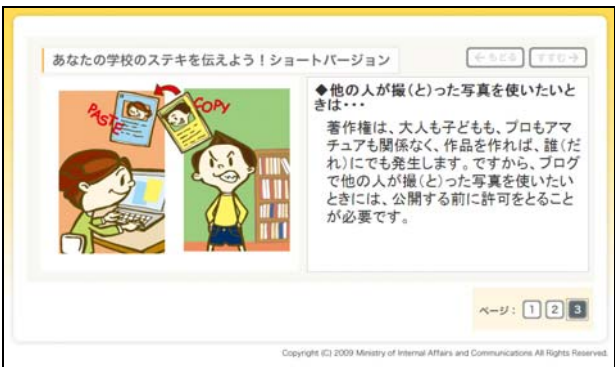 あなたの学校のステキを伝えよう！ショートバージョン
←もどる
すすむ→
PASTE
COPY
◆他の人が撮(と)った写真を使いたいと
きは・・・
著作権は、大人も子どもも、プロもアマ
チュアも関係なく、作品を作れば、誰(だ
れ)にでも発生します。ですから、ブログ
で他の人が撮(と)った写真を使いたい
ときには、公開する前に許可をとること
が必要です。
ページ： 1 2 3
Copyright (C) 2009 Ministry of Internal Affairs and Communications All Rights Reserved.